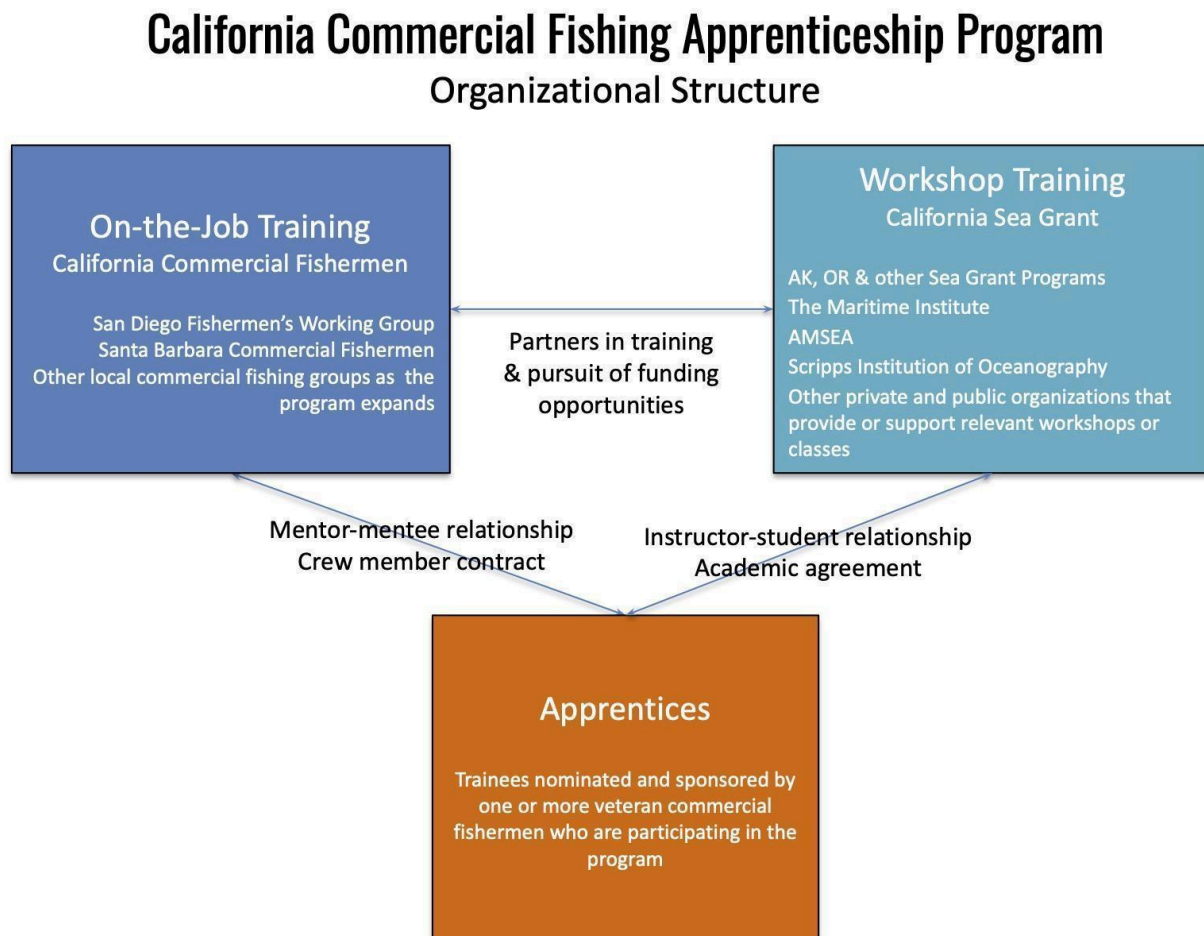 California Commercial Fishing Apprenticeship Program
Organizational Structure
On-the-Job Training
California Commercial Fishermen
San Diego Fishermen's Working Group
Santa Barbara Commercial Fishermen
Other local commercial fishing groups as the
program expands
Partners in training
& pursuit of funding
opportunities
Workshop Training
California Sea Grant
AK, OR & other Sea Grant Programs
The Maritime Institute
AMSEA
Scripps Institution of Oceanography
Other private and public organizations that
provide or support relevant workshops or
classes
Mentor-mentee relationship
Crew member contract
Instructor-student relationship
Academic agreement
Apprentices
Trainees nominated and sponsored by
one or more veteran commercial
fishermen who are participating in the
program